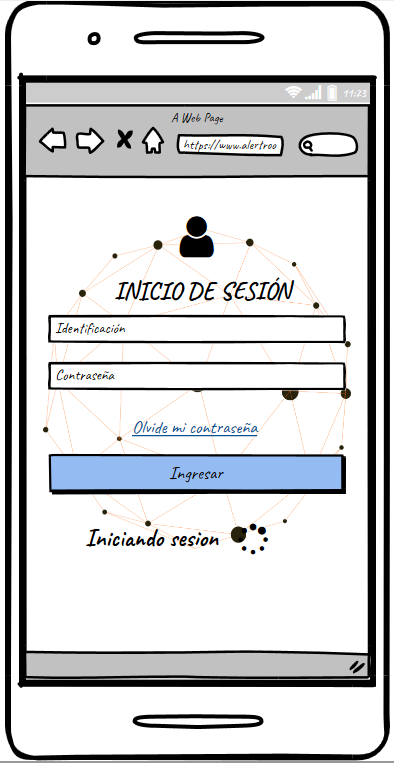 11:23
A Web Page
https://www.alertroo
INICIO DE SESIÓN
Identificación
Contraseña
Olvide mi contraseña
Ingresar
Iniciando sesion